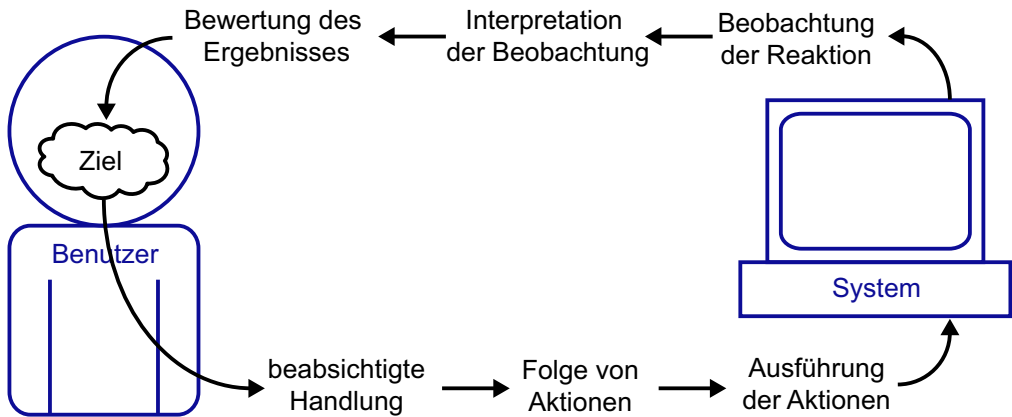 Bewertung des
Ergebnisses
Interpretation
der Beobachtung
Beobachtung
der Reaktion
Ziel
Benutzer
System
beabsichtigte
Handlung
Folge von
Aktionen
Ausführung
der Aktionen